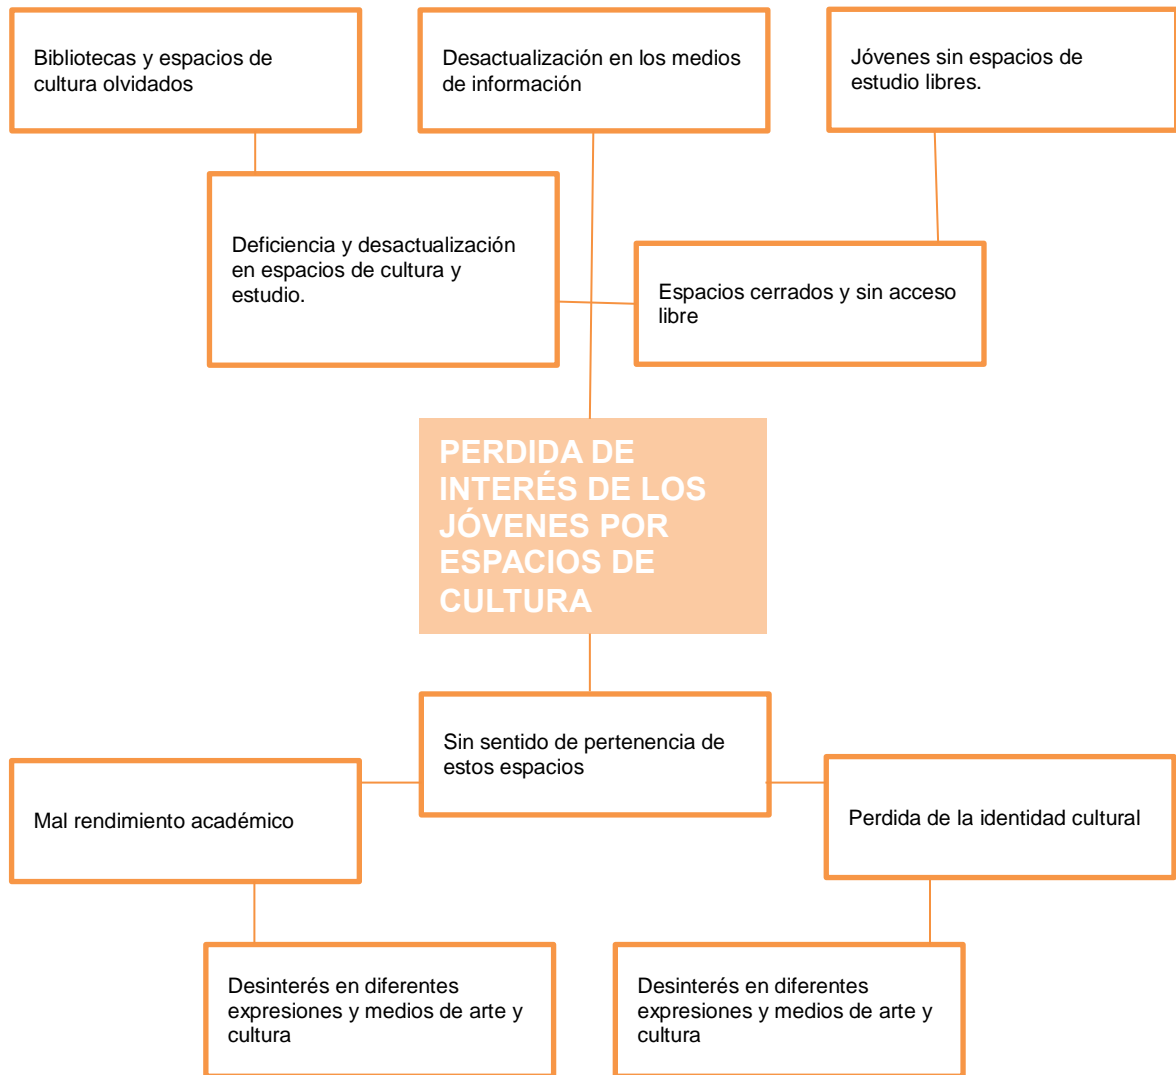 Bibliotecas y espacios de
cultura olvidados
Desactualización en los medios
de información
Jóvenes sin espacios de
estudio libres.
Deficiencia y desactualización
en espacios de cultura y
estudio.
Espacios cerrados y sin acceso
libre
PERDIDA DE
INTERÉS DE LOS
JÓVENES POR
ESPACIOS DE
CULTURA
Sin sentido de pertenencia de
estos espacios
Mal rendimiento académico
Perdida de la identidad cultural
Desinterés en diferentes
expresiones y medios de arte y
cultura
Desinterés en diferentes
expresiones y medios de arte y
cultura